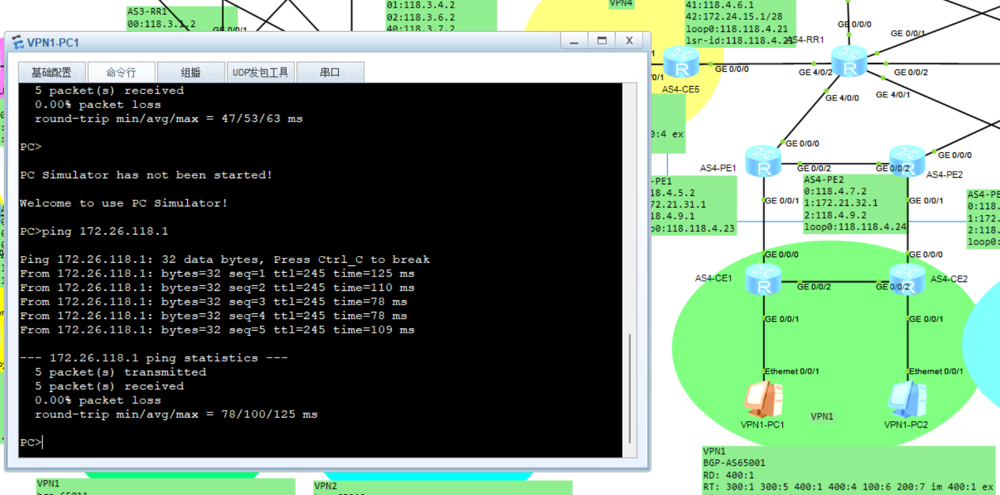 AS3-RR1
00:118.3.1.2
GE 0/0/1
01:118.3.4.2
02:118.3.6.2
40:118.3.7.2
VPN4
41:118.4.6.1
42:172.24.15.1/28
loop0:118.118.4.21
lsr-id:118.118.4.21
AS4-RR1
GE 0/0/0
GE 0/0/1
GE 0/0/0
GE 4/0/2
GE 0/0/2
AS4-CE5
GE 4/0/0
GE 4/0/1
0:4 ex
VPN1-PC1
基础配置
命令行
组播
UDP发包工具
串口
5 packet(s) received
0.00% packet loss
round-trip min/avg/max = 47/53/63 ms
PC>
PC Simulator has not been started!
Welcome to use PC Simulator!
PC>ping 172.26.118.1
Ping 172.26.118.1: 32 data bytes, Press Ctrl_C to break
From 172.26.118.1: bytes=32 seq=1 ttl=245 time=125 ms
From 172.26.118.1: bytes=32 seq=2 ttl=245 time=110 ms
From 172.26.118.1: bytes=32 seq=3 ttl=245 time=78 ms
From 172.26.118.1: bytes=32 seq=4 ttl=245 time=78 ms
From 172.26.118.1: bytes=32 seq=5 ttl=245 time=109 ms
--- 172.26.118.1 ping statistics ---
5 packet(s) transmitted
5 packet(s) received
0.00% packet loss
round-trip min/avg/max = 78/100/125 ms
PC>
GE 0/0/0
GE 0/0/0
AS4-PE1
GE 0/0/2
GE 0/0/2
AS4-PE2
-PE1
18.4.5.2
72.21.31.1
18.4.9.1
p0:118.118.4.23
GE 0/0/1
AS4-PE2
0:118.4.7.2
1:172.21.32.1
2:118.4.9.2
loop0:118.118.4.24
GE 0/0/1
AS4-PE
0:118.
1:172.
2:118.
loop0:
GE 0/0/0
GE 0/0/0
AS4-CE1
GE 0/0/2
GE 0/0/2
AS4-CE2
GE 0/0/1
GE 0/0/1
Ethernet 0/0/1
Ethernet 0/0/1
VPN1-PC1
VPN1
VPN1-PC2
VPN1
BGP-AS65001
RD: 400:1
RT: 300:1 300:5 400:1 400:4 100:6 200:7 im 400:1 ex
VPN1
VPN2